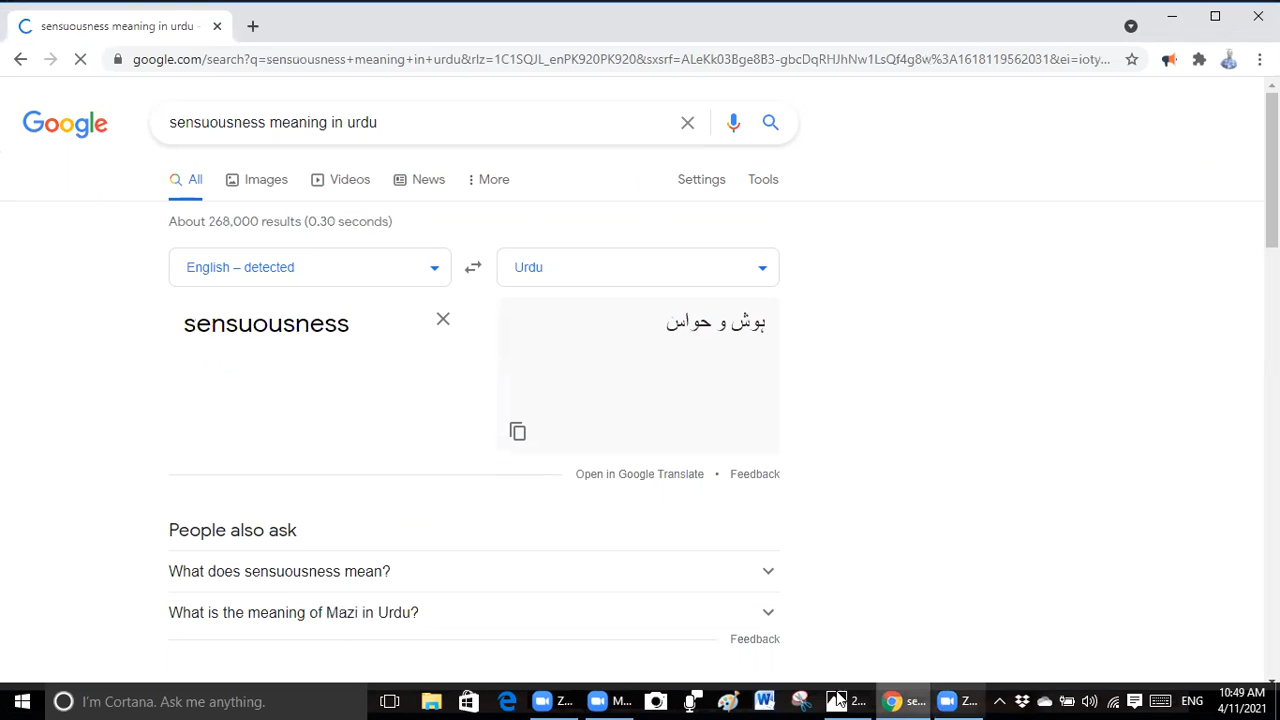 sensuousness meaning in urdu -
google.com/search?q=sensuousness+meaning+in+urdu&rlz=1C1SQJL_enPK920PK920&sxsrf=ALeKk03Bge8B3-gbcDqRHJhNw1LsQf4g8w%3A1618119562031&ei=ioty...
Google
sensuousness meaning in urdu
All Images Videos News More Settings Tools
About 268,000 results (0.30 seconds)
English – detected Urdu
sensuousness
ہوش و حواس
Open in Google Translate • Feedback
People also ask
What does sensuousness mean?
What is the meaning of Mazi in Urdu?
Feedback
I'm Cortana. Ask me anything. Z... M... 2... se... Z... ENG 10:49 AM
4/11/2021